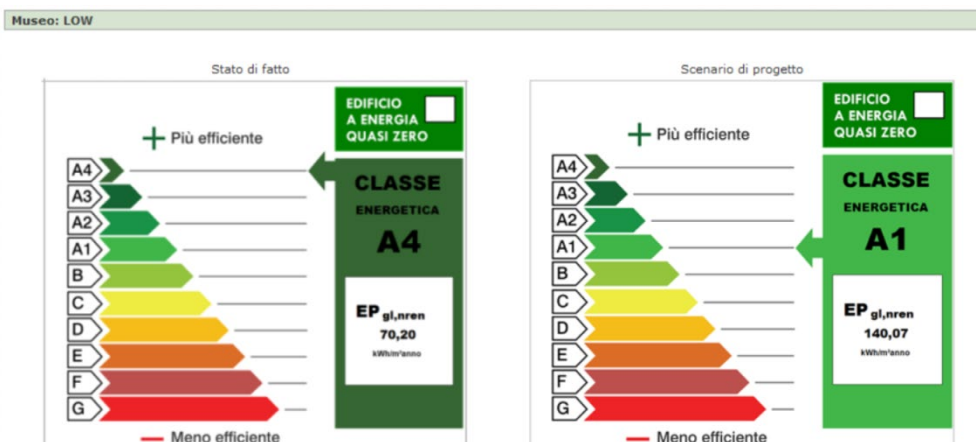 Museo: LOW
Stato di fatto
EDIFICIO
A ENERGIA
QUASI ZERO
+ Più efficiente
A4
A3
A2
A1
B
C
D
E
F
G
CLASSE
ENERGETICA
A4
EP gl,nren
70,20
kWh/m²anno
— Meno efficiente
Scenario di progetto
EDIFICIO
A ENERGIA
QUASI ZERO
+ Più efficiente
A4
A3
A2
A1
B
C
D
E
F
G
CLASSE
ENERGETICA
A1
EP gl,nren
140,07
kWh/m²anno
— Meno efficiente